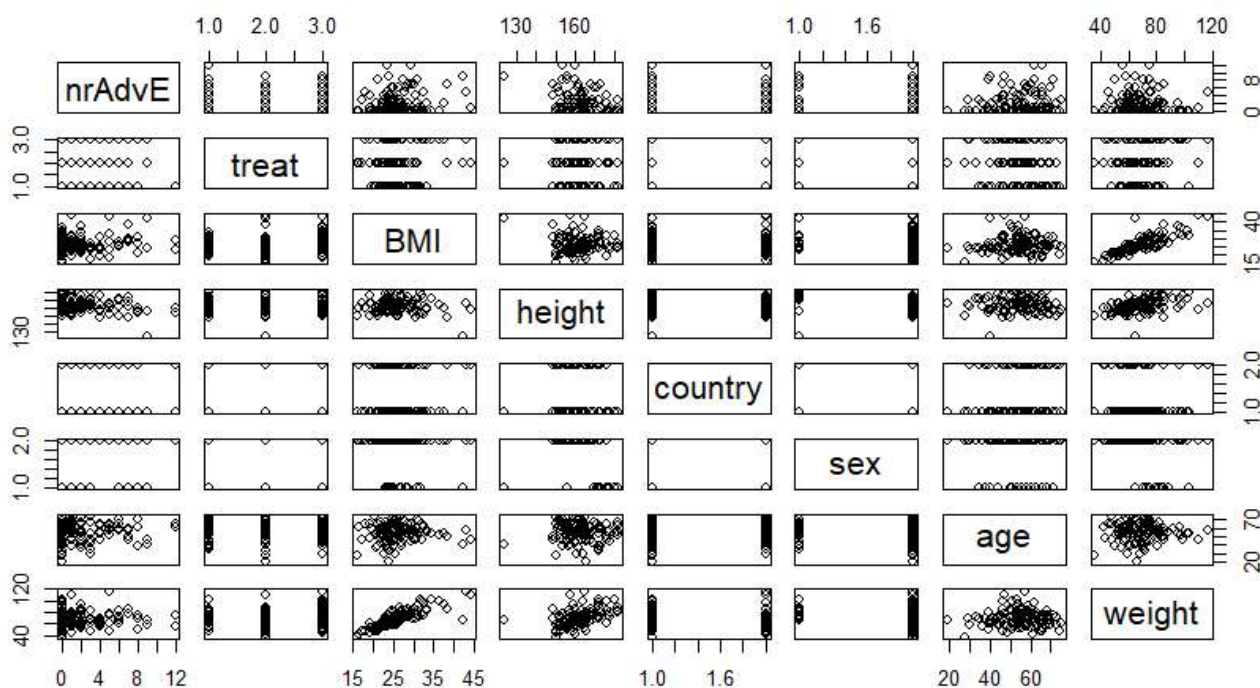 1.0 2.0 3.0 130 160 1.0 1.6 40 60 80 120
nrAdvE 0 8
1.0 3.0 treat
BMI 15 40
130 height
country 1.0 2.0
1.0 2.0 sex
age 20 70
40 120 weight
0 4 8 12 15 25 35 45 1.0 1.6 20 40 60